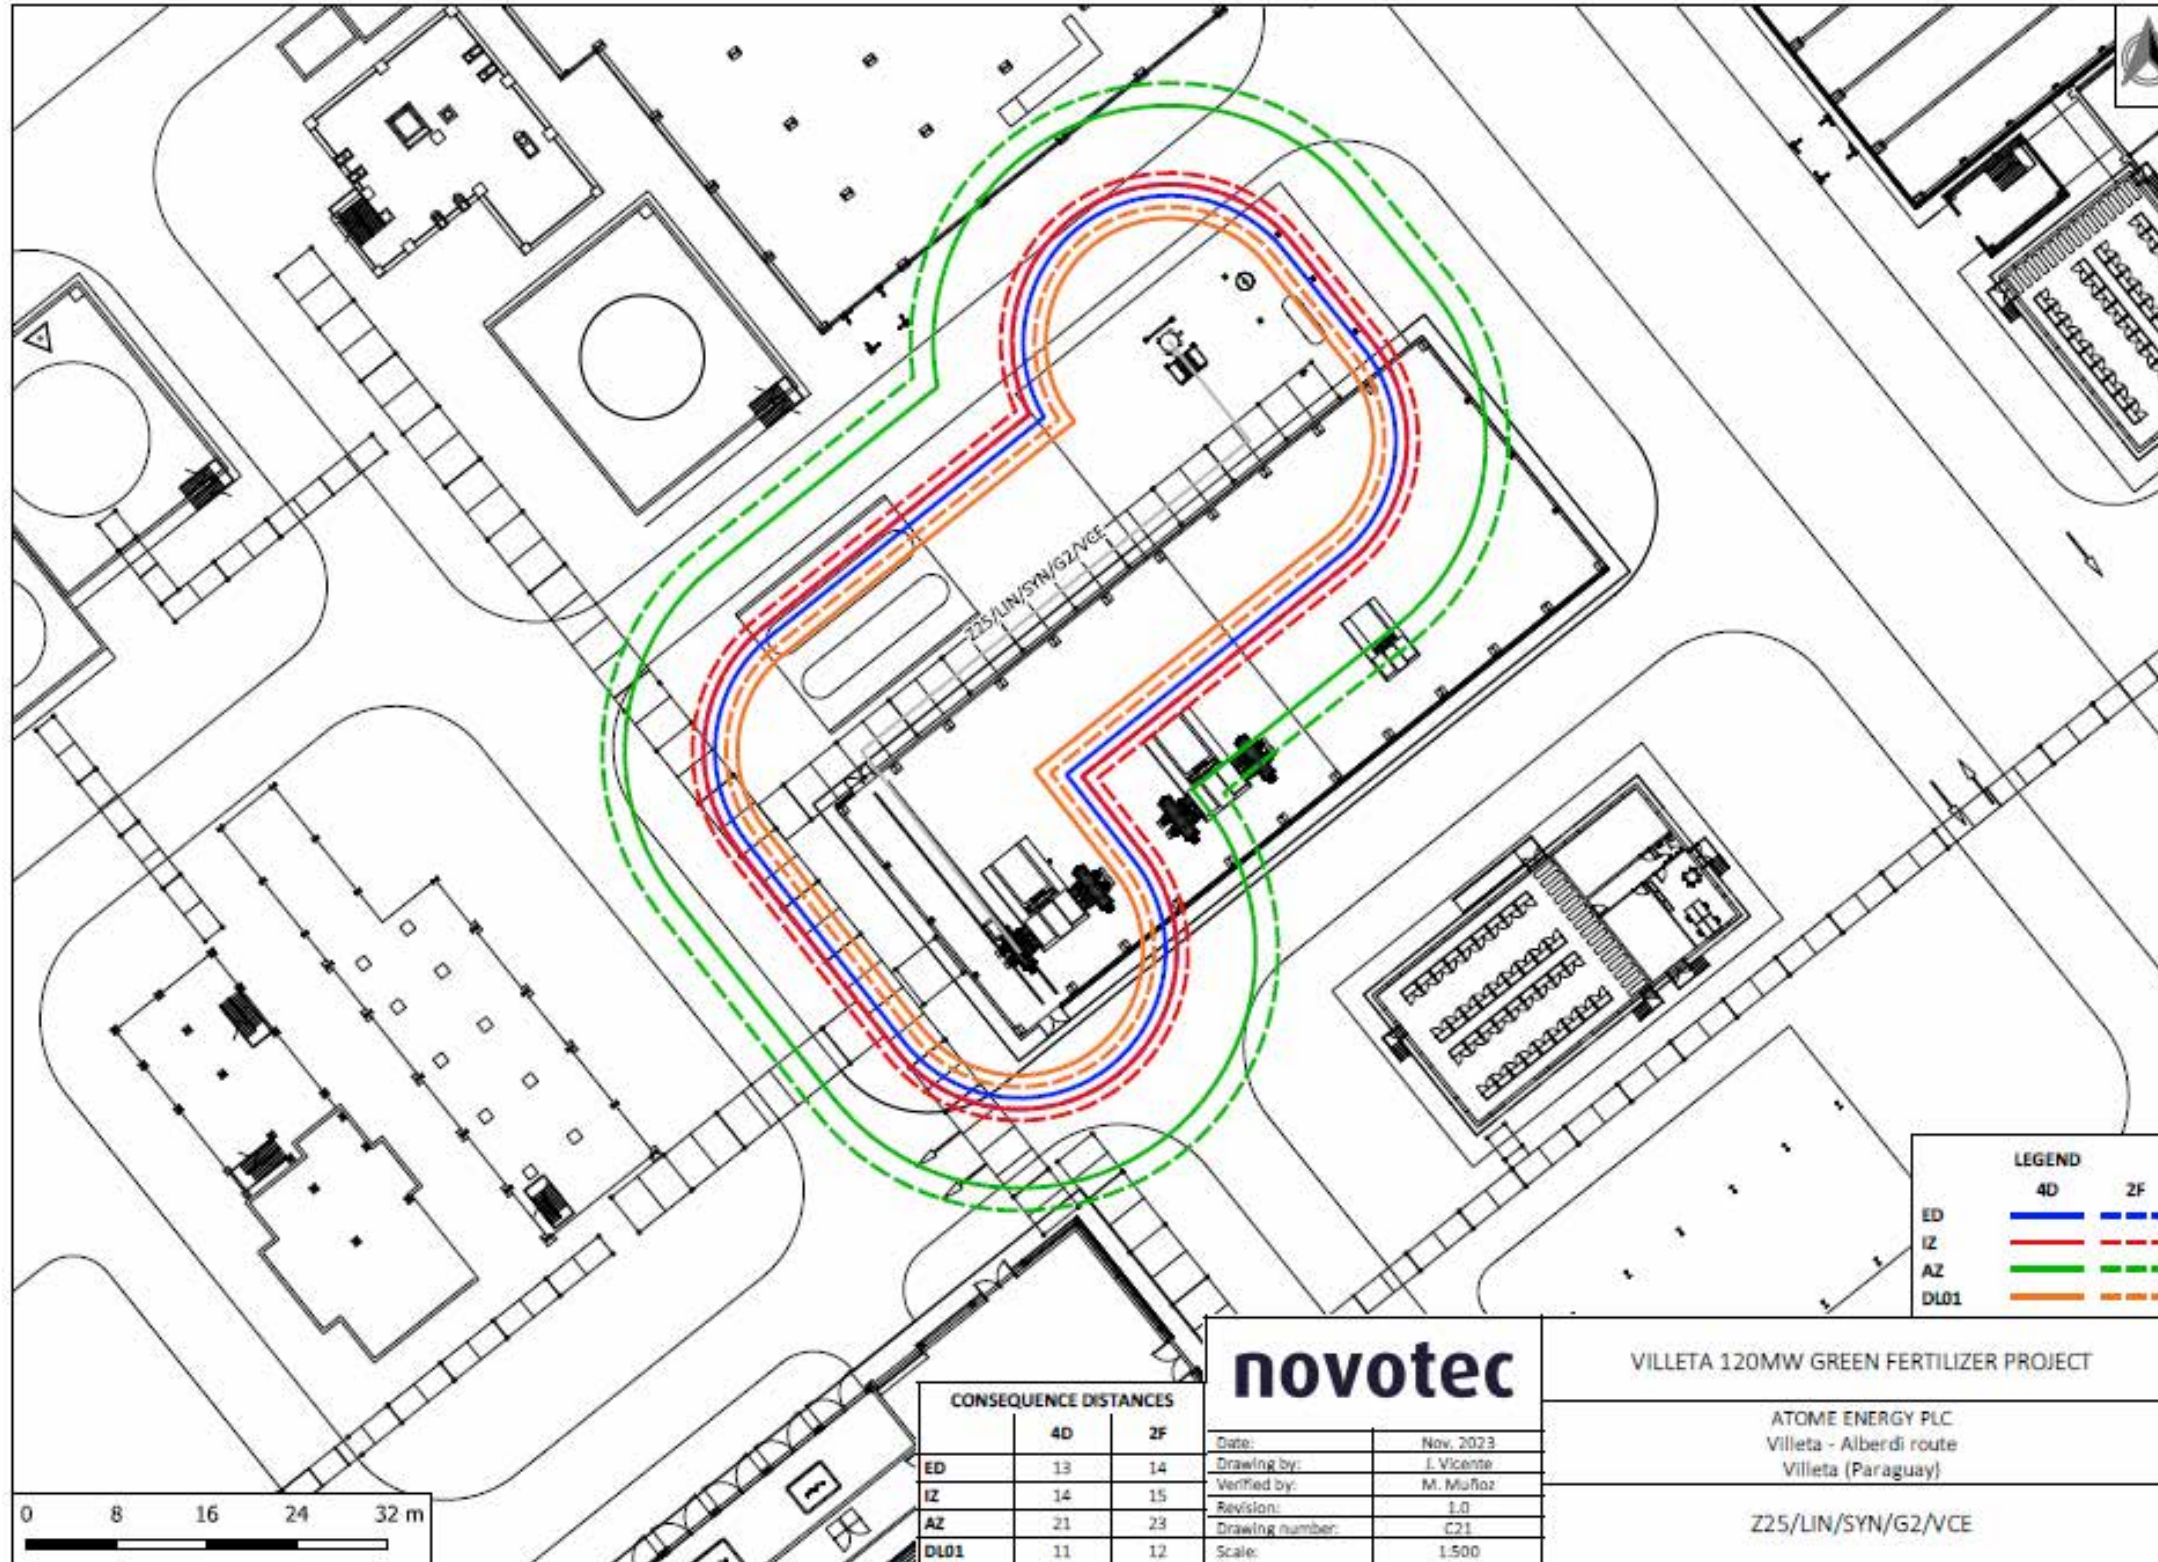 Z25/LIN/SYN/G2/VCE
LEGEND
4D 2F
ED
IZ
AZ
DL01
0 8 16 24 32 m
CONSEQUENCE DISTANCES
4D 2F
ED 13 14
IZ 14 15
AZ 21 23
DL01 11 12
novotec
Date: Nov. 2023
Drawing by: J. Vicente
Verified by: M. Muñoz
Revision: 1.0
Drawing number: C21
Scale: 1:500
VILLETA 120MW GREEN FERTILIZER PROJECT
ATOME ENERGY PLC
Villeta - Alberdi route
Villeta (Paraguay)
Z25/LIN/SYN/G2/VCE